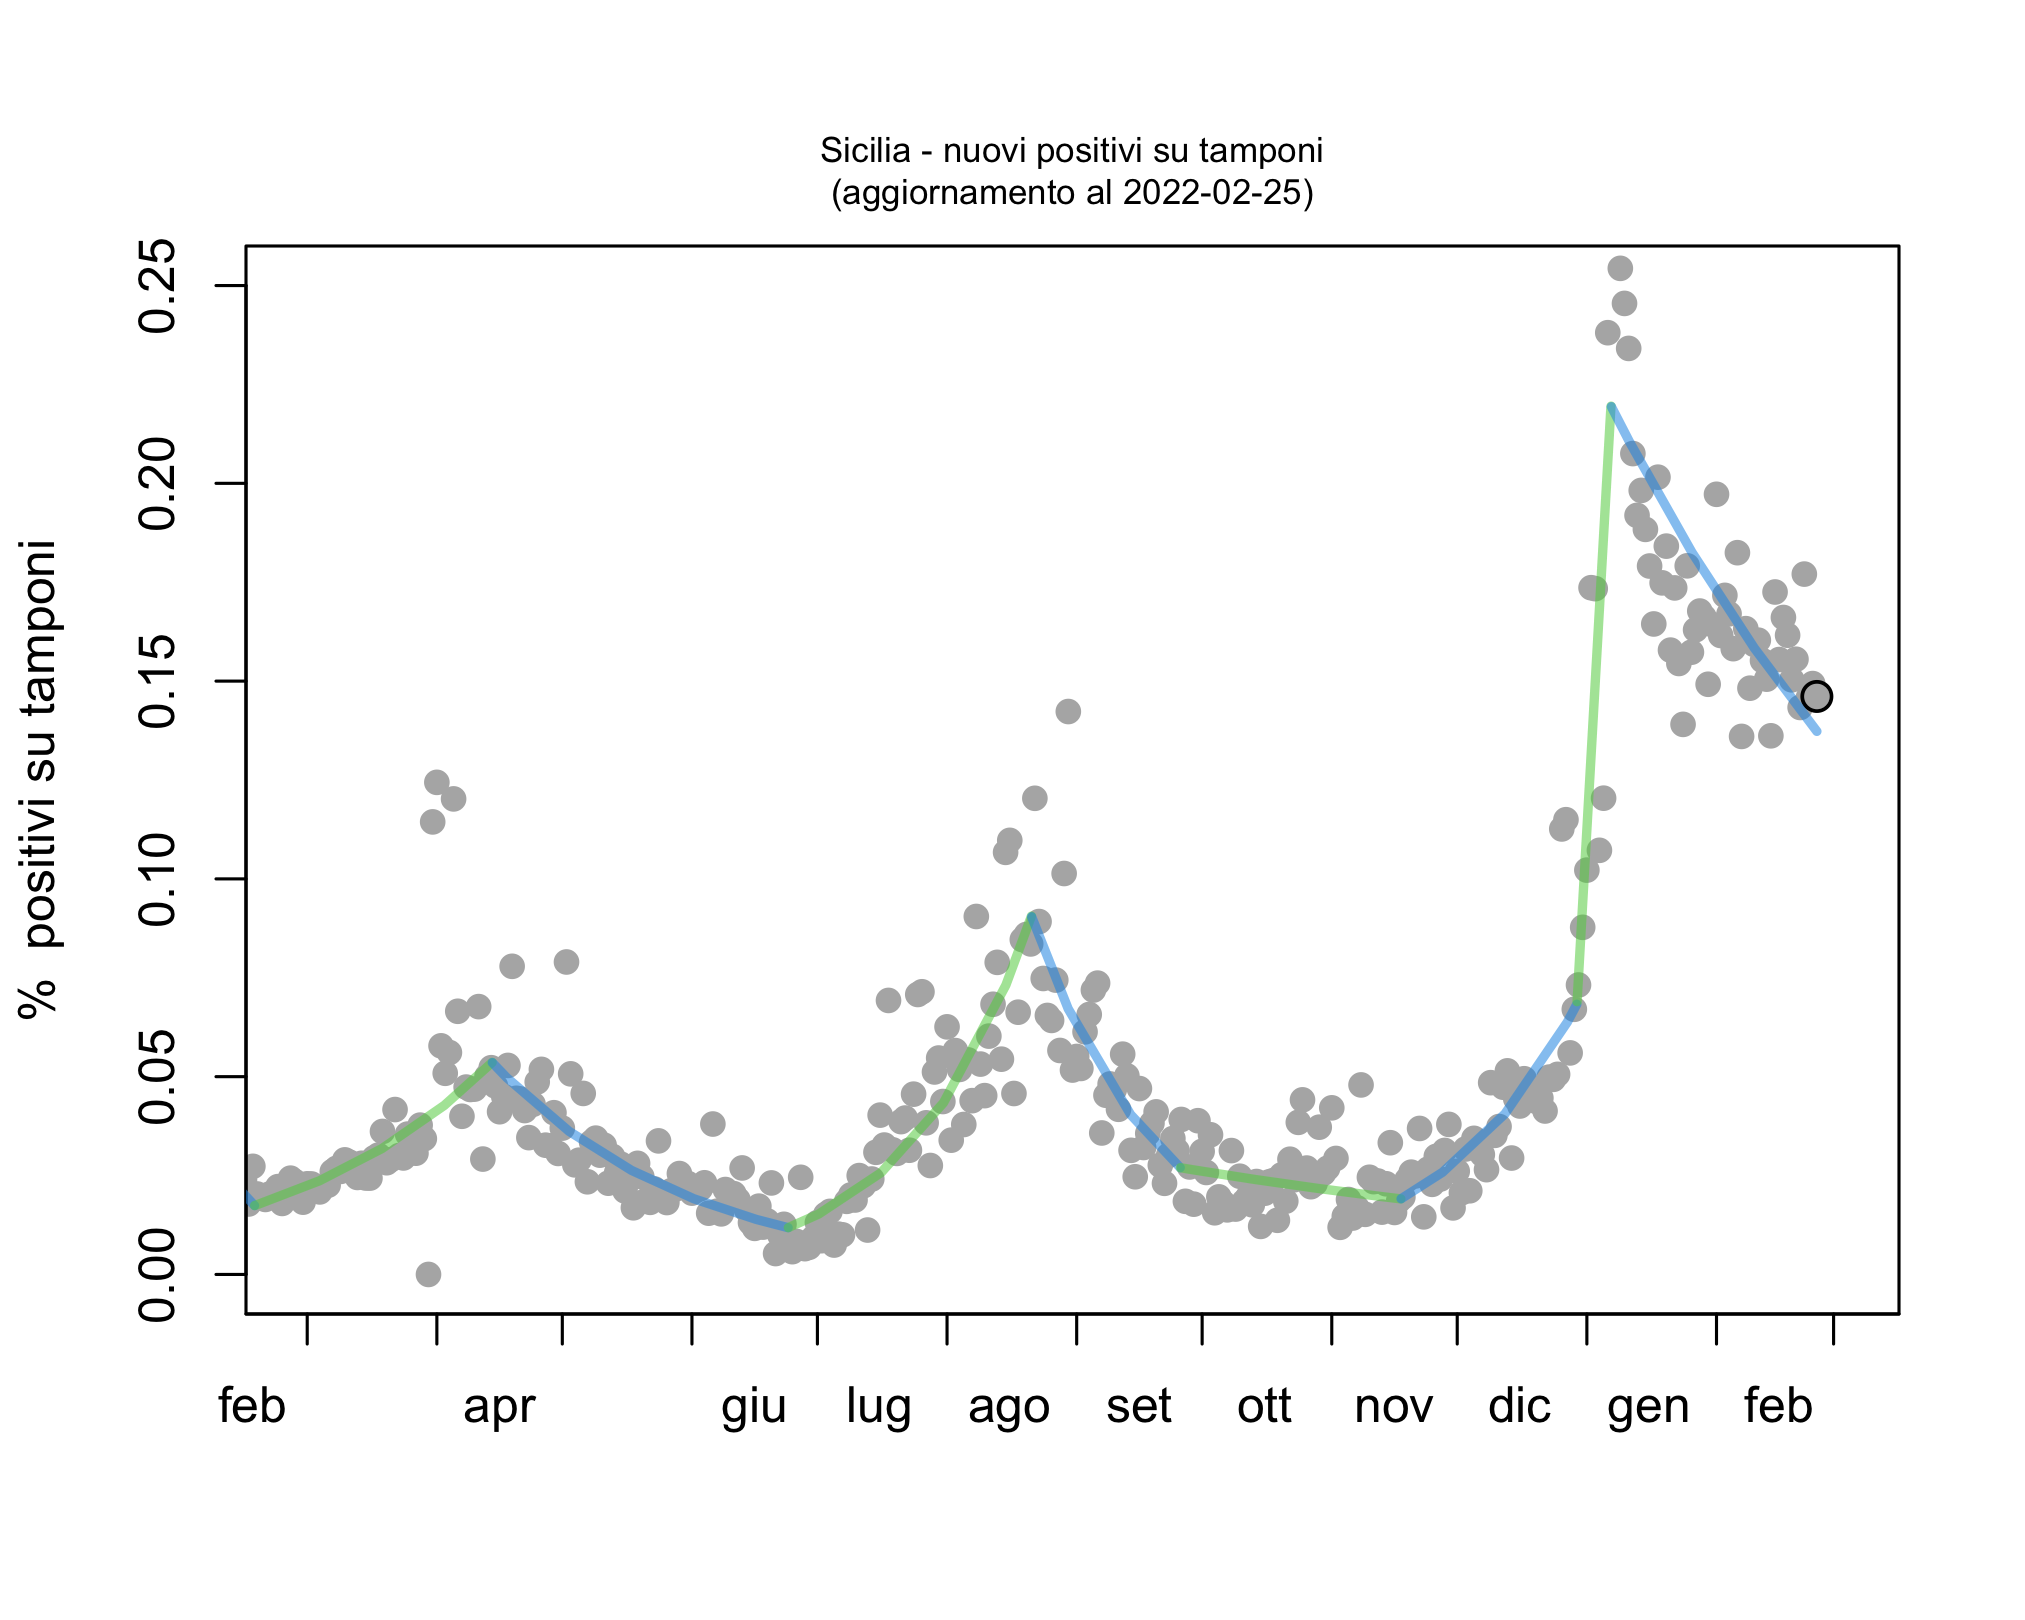 Sicilia - nuovi positivi su tamponi
(aggiornamento al 2022-02-25)
% positivi su tamponi
0.25
0.20
0.15
0.10
0.05
0.00
feb apr giu lug ago set ott nov dic gen feb